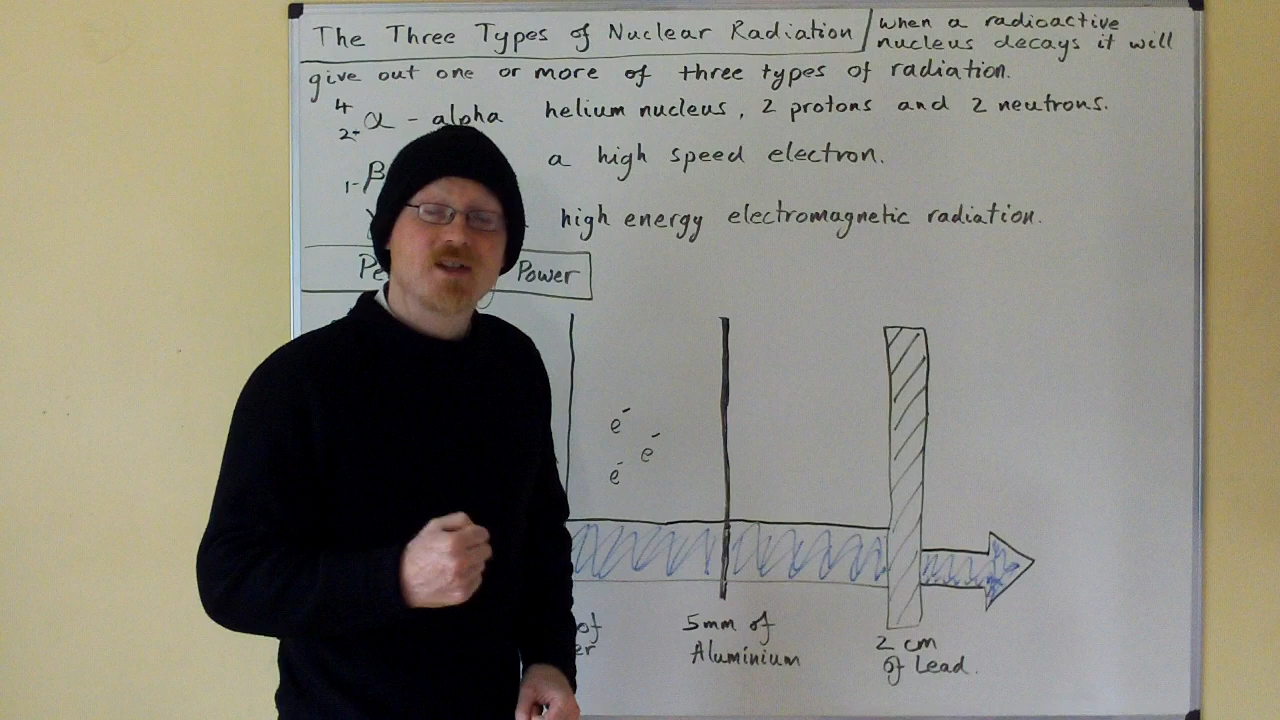 The Three Types of Nuclear Radiation
when a radioactive
nucleus decays it will
give out one or more of three types of radiation.
4
2 α - alpha helium nucleus, 2 protons and 2 neutrons.
1- β a high speed electron.
high energy electromagnetic radiation.
Power
e⁻
e⁻
e⁻
of
5mm of
Aluminium
2 cm
of Lead.